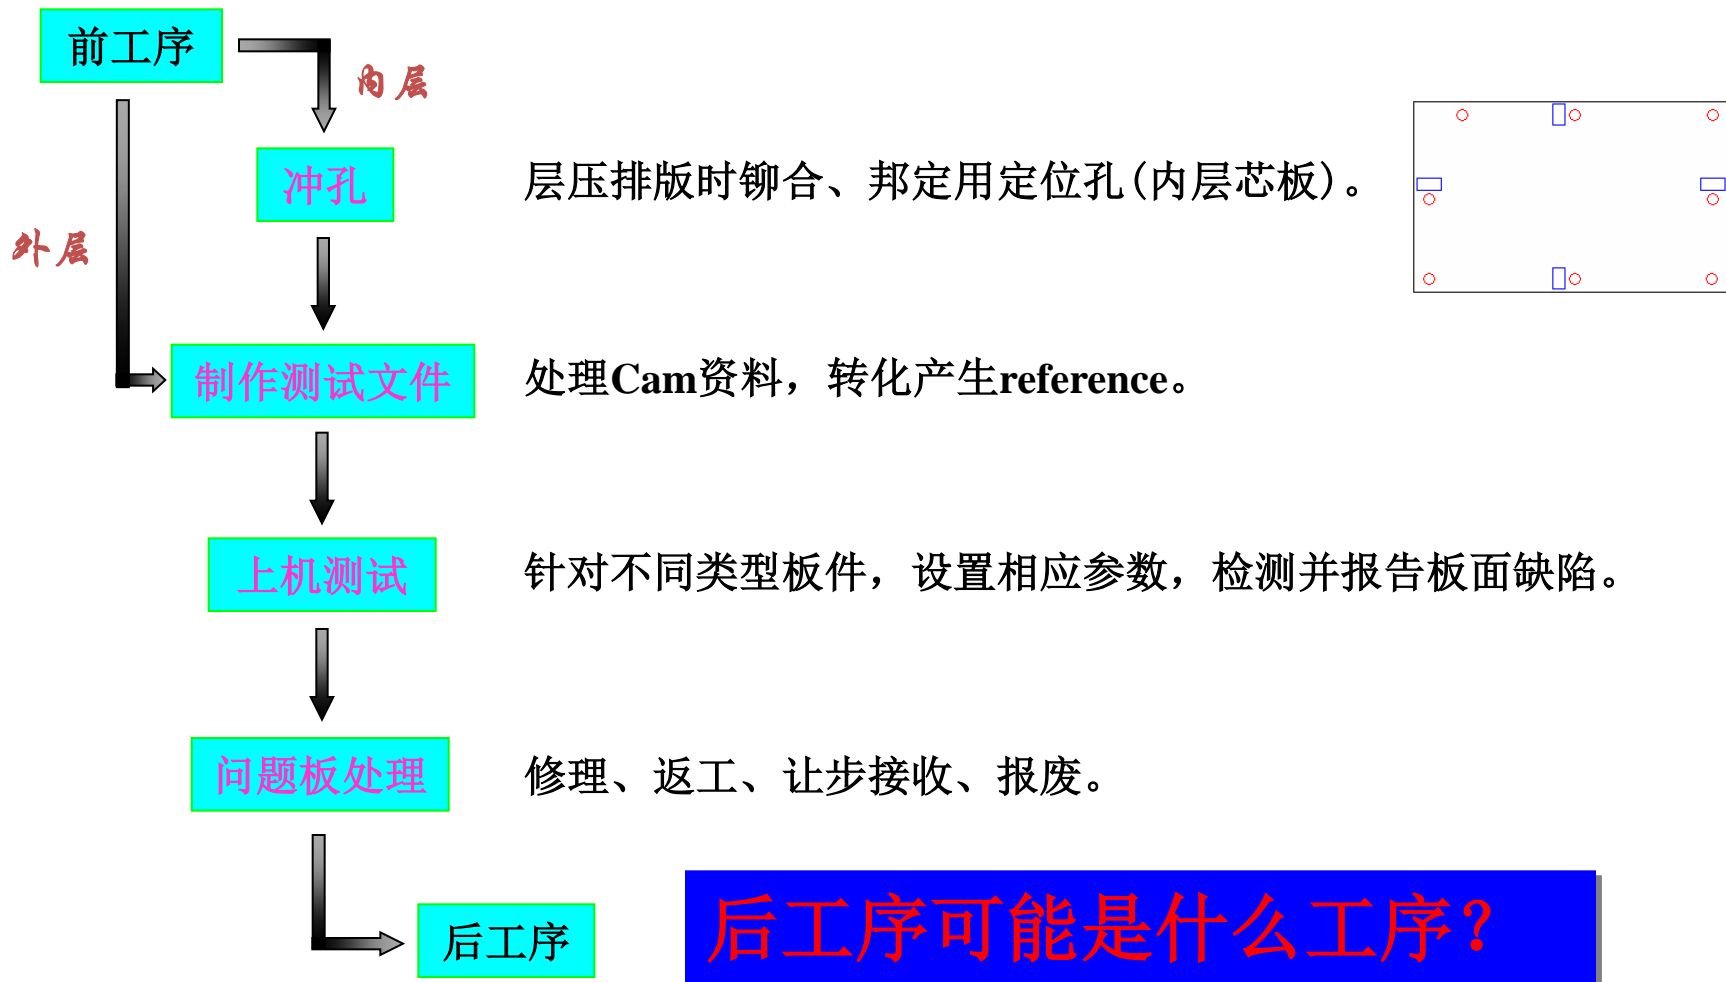 前工序
内层
冲孔
层压排版时铆合、邦定用定位孔(内层芯板)。
外层
制作测试文件
处理Cam资料，转化产生reference。
上机测试
针对不同类型板件，设置相应参数，检测并报告板面缺陷。
问题板处理
修理、返工、让步接收、报废。
后工序
后工序可能是什么工序？